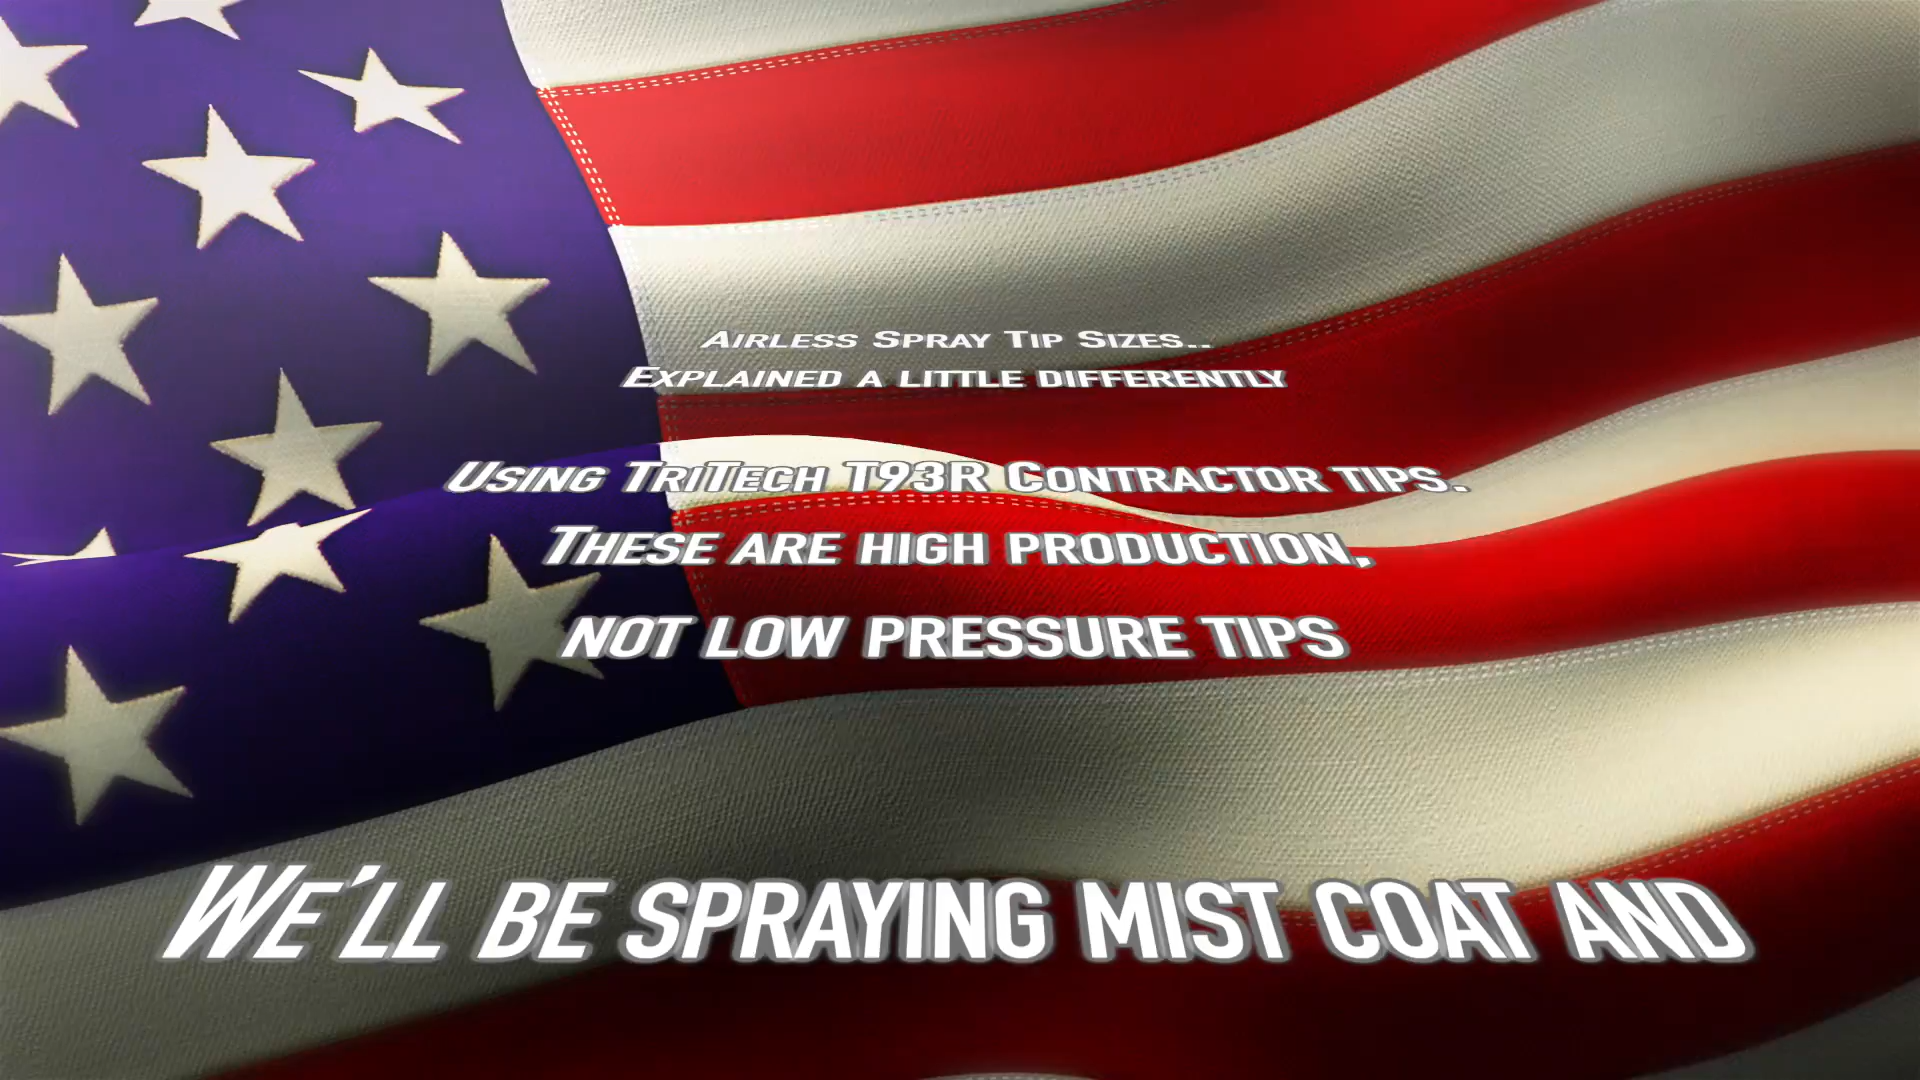 Airless Spray Tip Sizes..
Explained a little differently
Using TriTech T93R Contractor tips.
These are high production,
not low pressure tips
We'll be spraying mist coat and